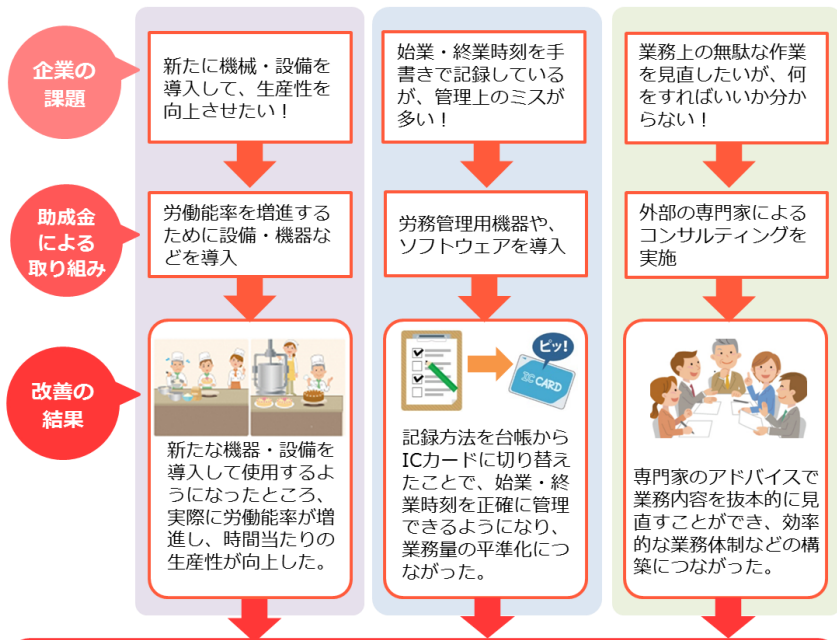 企業の
課題
新たに機械・設備を
導入して、生産性を
向上させたい！
始業・終業時刻を手
書きで記録している
が、管理上のミスが
多い！
業務上の無駄な作業
を見直したいが、何
をすればいいか分か
らない！
助成金
による
取り組み
労働能率を増進する
ために設備・機器な
どを導入
労務管理用機器や、
ソフトウェアを導入
外部の専門家による
コンサルティングを
実施
改善の
結果
新たな機器・設備を
導入して使用するよ
うになったところ、
実際に労働能率が増
進し、時間当たりの
生産性が向上した。
ピッ!
IC CARD
記録方法を台帳から
ICカードに切り替え
たことで、始業・終
業時刻を正確に管理
できるようになり、
業務量の平準化につ
ながった。
専門家のアドバイスで
業務内容を抜本的に見
直すことができ、効率
的な業務体制などの構
築につながった。